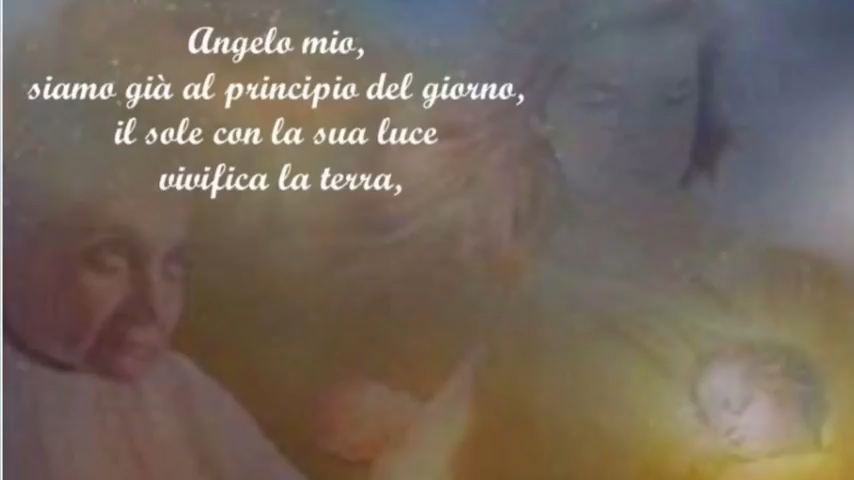 Angelo mio,
siamo già al principio del giorno,
il sole con la sua luce
vivifica la terra,